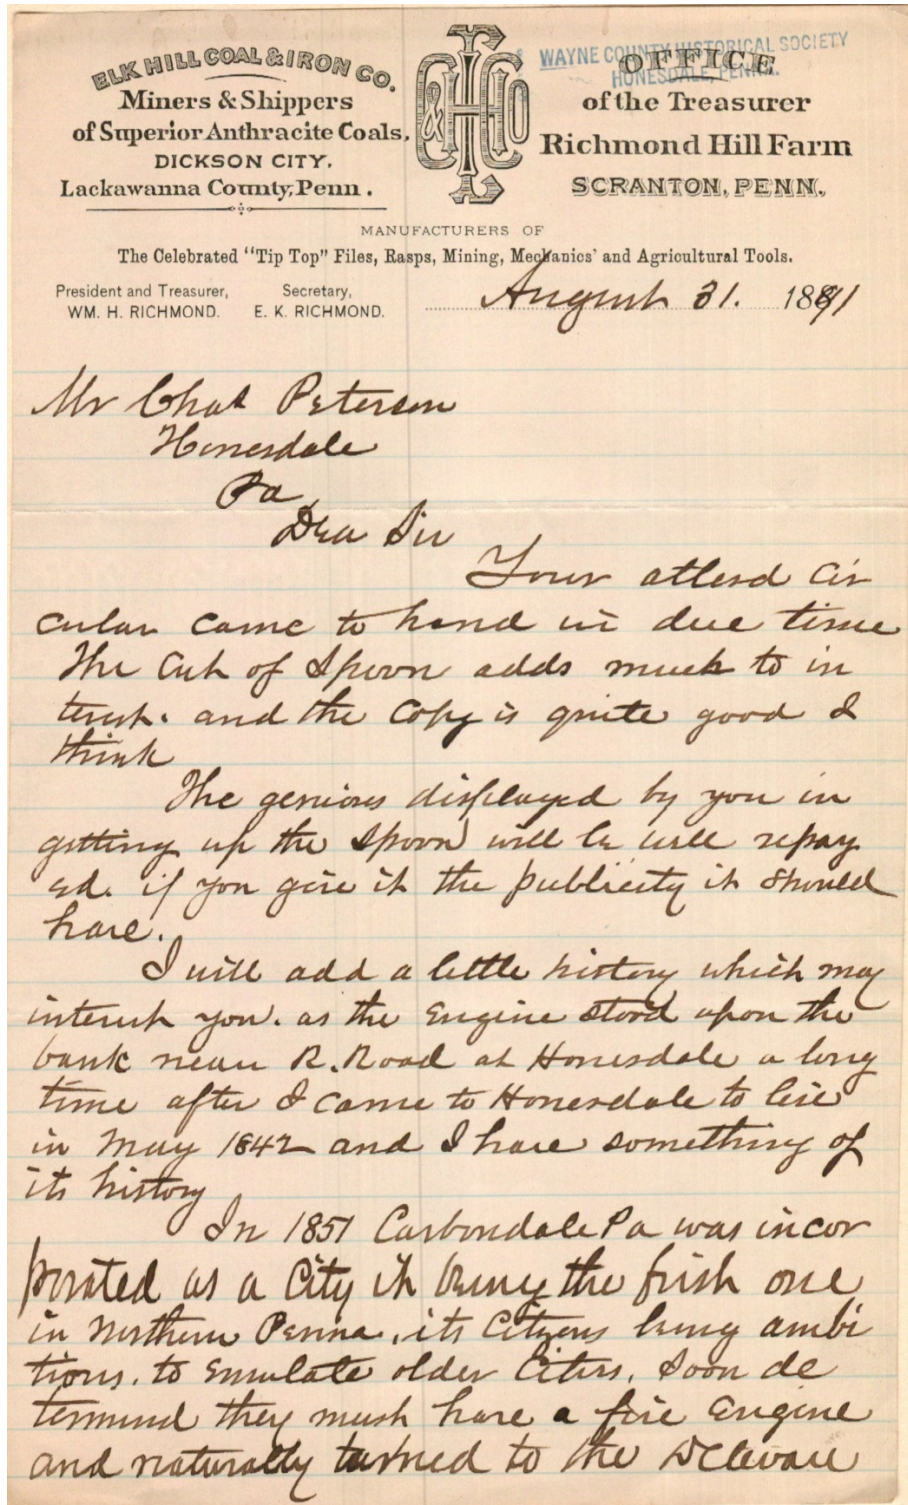 ELK HILL COAL & IRON CO.
Miners & Shippers
of Superior Anthracite Coals,
DICKSON CITY,
Lackawanna County, Penn.
WAYNE COUNTY HISTORICAL SOCIETY
HONESDALE, PENNA.
OFFICE
of the Treasurer
Richmond Hill Farm
SCRANTON, PENN.
MANUFACTURERS OF
The Celebrated "Tip Top" Files, Rasps, Mining, Mechanics' and Agricultural Tools.
President and Treasurer,
WM. H. RICHMOND.
Secretary,
E. K. RICHMOND.
August 31. 1891
Mr Chas Peterson
Honesdale
Pa
Dear Sir
Your cir
cular came to hand in due time
The Cut of Spoon adds much to in
terest. and the Copy is quite good I
think
The genious displayed by you in
getting up the Spoon will be well repay
ed. if you give it the publicity it should
have.
I will add a little history which may
interest you. as the Engine stood upon the
bank near R. Road at Honesdale a long
time after I came to Honesdale to live
in May 1842 and I have something of
its history
In 1851 Carbondale Pa was incor
porated as a City it being the first one
in Northern Penna, its Citizens being ambi
tious. to emulate older Cities, Soon de
termined they must have a fire Engine
and naturally turned to the Delaware